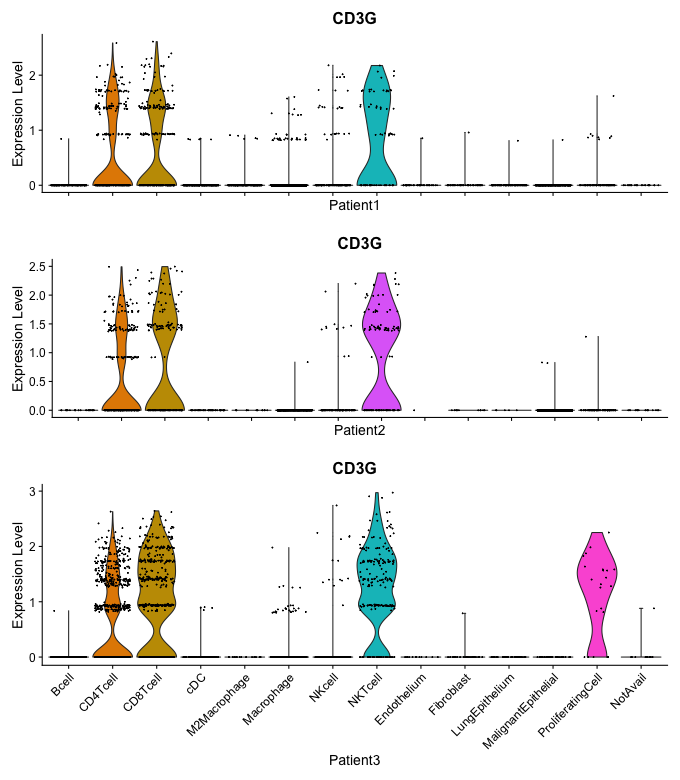 CD3G
Expression Level
2
1
0
Patient1
CD3G
Expression Level
2.5
2.0
1.5
1.0
0.5
0.0
Patient2
CD3G
Expression Level
3
2
1
0
Bcell
CD4Tcell
CD8Tcell
cDC
M2Macrophage
Macrophage
NKcell
NKTcell
Endothelium
Fibroblast
LungEpithelium
MalignantEpithelial
ProliferatingCell
NotAvail
Patient3